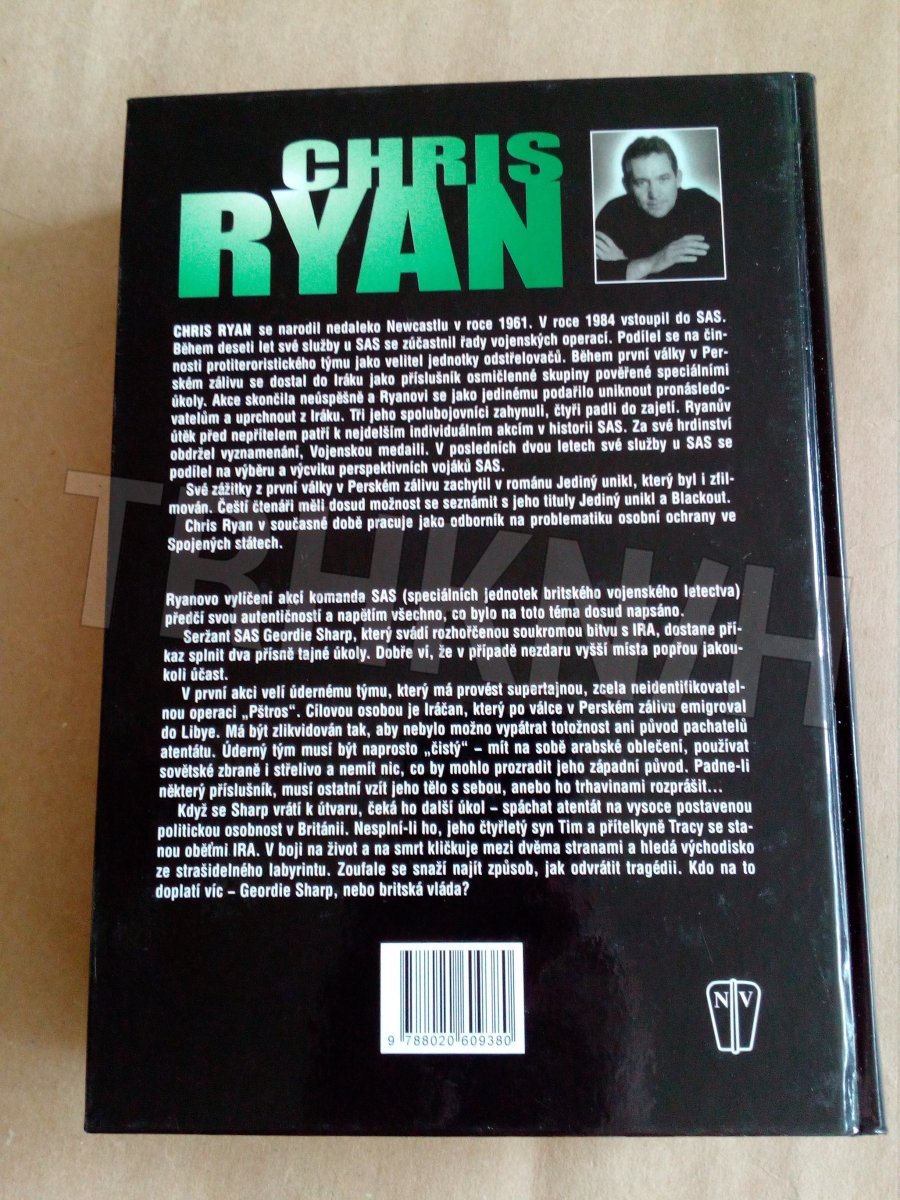 CHRIS
RYAN
CHRIS RYAN se narodil nedaleko Newcastlu v roce 1961. V roce 1984 vstoupil do SAS.
Během deseti let své služby u SAS se zúčastnil řady vojenských operací. Podílel se na čin-
nosti protiteroristického týmu jako velitel jednotky odstřelovačů. Během první války v Per-
ském zálivu se dostal do Iráku jako příslušník osmičlenné skupiny pověřené speciálními
úkoly. Akce skončila neúspěšně a Ryanovi se jako jedinému podařilo uniknout pronásledo-
vatelům a uprchnout z Iráku. Tři jeho spolubojovníci zahynuli, čtyři padli do zajetí. Ryanův
útěk před nepřítelem patří k nejdelším individuálním akcím v historii SAS. Za své hrdinství
obdržel vyznamenání, Vojenskou medaili. V posledních dvou letech své služby u SAS se
podílel na výběru a výcviku perspektivních vojáků SAS.
Své zážitky z první války v Perském zálivu zachytil v románu Jediný unikl, který byl i zfil-
mován. Čeští čtenáři měli dosud možnost se seznámit s jeho tituly Jediný unikl a Blackout.
Chris Ryan v současné době pracuje jako odborník na problematiku osobní ochrany ve
Spojených státech.
Ryanovo vylíčení akcí komanda SAS (speciálních jednotek britského vojenského letectva)
předčí svou autentičností a napětím všechno, co bylo na toto téma dosud napsáno.
Seržant SAS Geordie Sharp, který svádí rozhořčenou soukromou bitvu s IRA, dostane pří-
kaz splnit dva přísně tajné úkoly. Dobře ví, že v případě nezdaru vyšší místa popřou jakou-
koli účast.
V první akci velí údernému týmu, který má provést supertajnou, zcela neidentifikovatel-
nou operaci „Pštros". Cílovou osobou je Iráčan, který po válce v Perském zálivu emigroval
do Libye. Má být zlikvidován tak, aby nebylo možno vypátrat totožnost ani původ pachatelů
atentátu. Úderný tým musí být naprosto „čistý" – mít na sobě arabské oblečení, používat
sovětské zbraně i střelivo a nemít nic, co by mohlo prozradit jeho západní původ. Padne-li
některý příslušník, musí ostatní vzít jeho tělo s sebou, anebo ho trhavinami rozprášit...
Když se Sharp vrátí k útvaru, čeká ho další úkol – spáchat atentát na vysoce postavenou
politickou osobnost v Británii. Nesplní-li ho, jeho čtyřletý syn Tim a přítelkyně Tracy se sta-
nou oběťmi IRA. V boji na život a na smrt kličkuje mezi dvěma stranami a hledá východisko
ze strašidelného labyrintu. Zoufale se snaží najít způsob, jak odvrátit tragédii. Kdo na to
doplatí víc – Geordie Sharp, nebo britská vláda?
9 788020 609380
N V